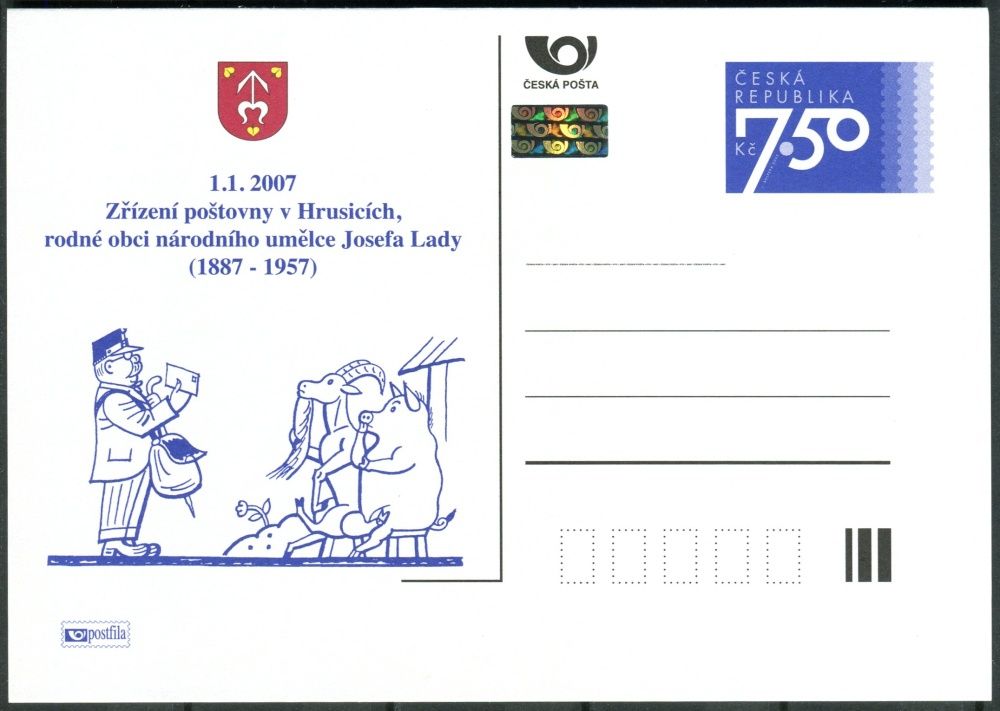 1.1. 2007
Zřízení poštovny v Hrusicích,
rodné obci národního umělce Josefa Lady
(1887 - 1957)
postfila
ČESKÁ POŠTA
ČESKÁ
REPUBLIKA
Kč 7.50